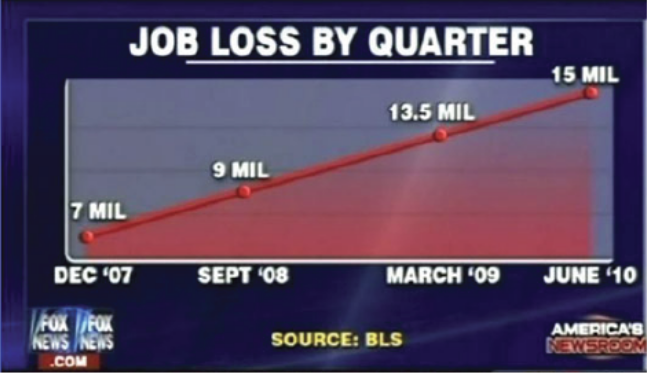 JOB LOSS BY QUARTER
15 MIL
13.5 MIL
9 MIL
7 MIL
DEC '07 SEPT '08 MARCH '09 JUNE '10
FOX FOX
NEWS NEWS
.COM
SOURCE: BLS
AMERICA'S
NEWSROOM